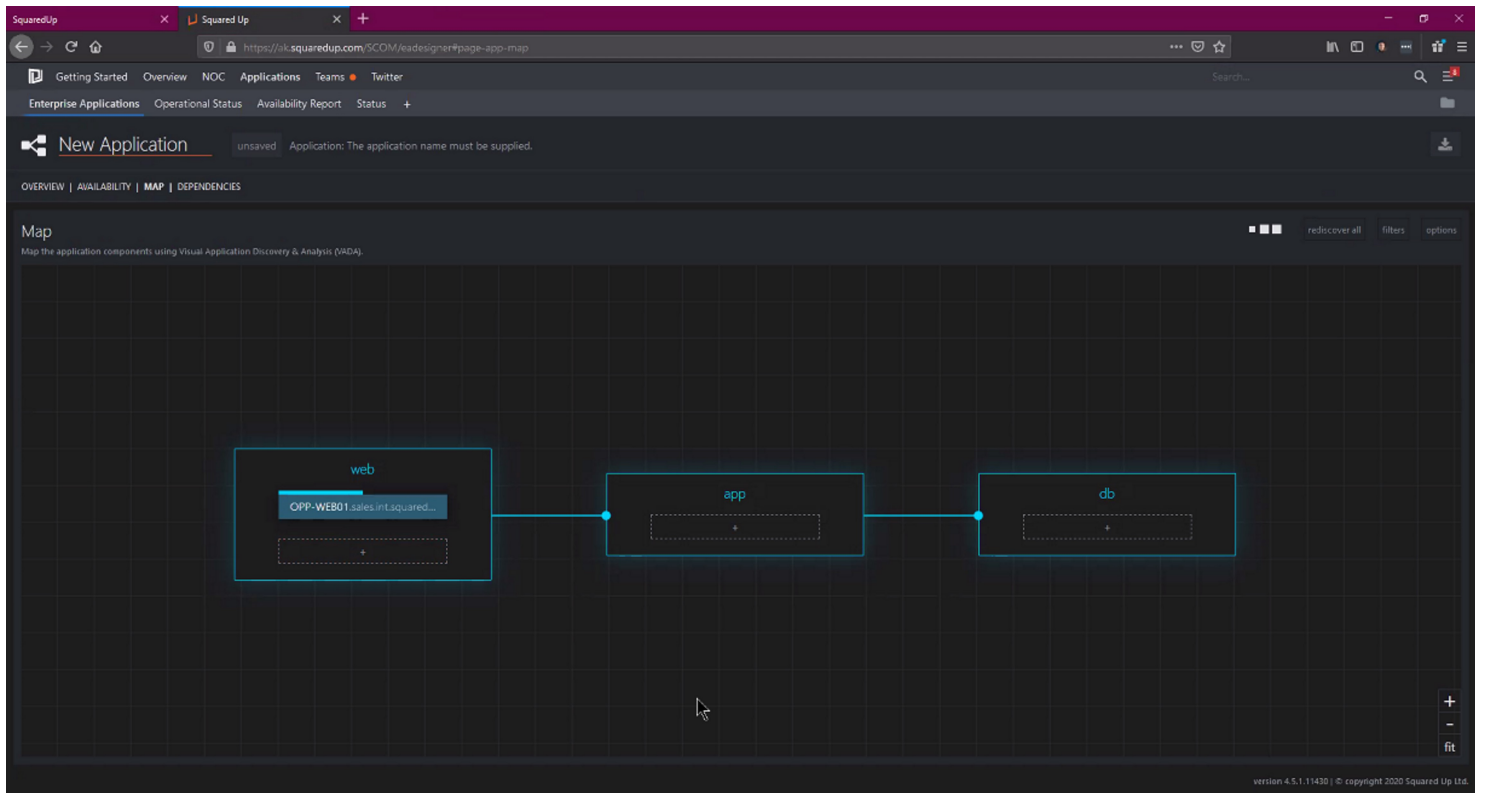 SquaredUp
Squared Up
https://ak.squaredup.com/SCOM/eadesigner#page-app-map
Getting Started Overview NOC Applications Teams Twitter Search...
Enterprise Applications Operational Status Availability Report Status +
New Application unsaved Application: The application name must be supplied.
OVERVIEW | AVAILABILITY | MAP | DEPENDENCIES
Map rediscover all filters options
Map the application components using Visual Application Discovery & Analysis (VADA).
web
OPP-WEB01.sales.int.squared...
+
app
+
db
+
+
-
fit
version 4.5.1.11430 | © copyright 2020 Squared Up Ltd.